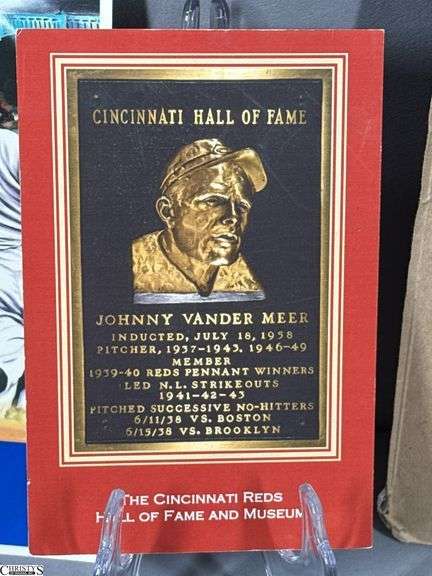 CINCINNATI HALL OF FAME
JOHNNY VANDER MEER
INDUCTED, JULY 18, 1958
PITCHER, 1937-1943, 1946-49
MEMBER
1939-40 REDS PENNANT WINNERS
LED N.L. STRIKEOUTS
1941-42-43
PITCHED SUCCESSIVE NO-HITTERS
6/11/38 VS. BOSTON
6/15/38 VS. BROOKLYN
THE CINCINNATI REDS
HALL OF FAME AND MUSEUM
CHRISTY'S